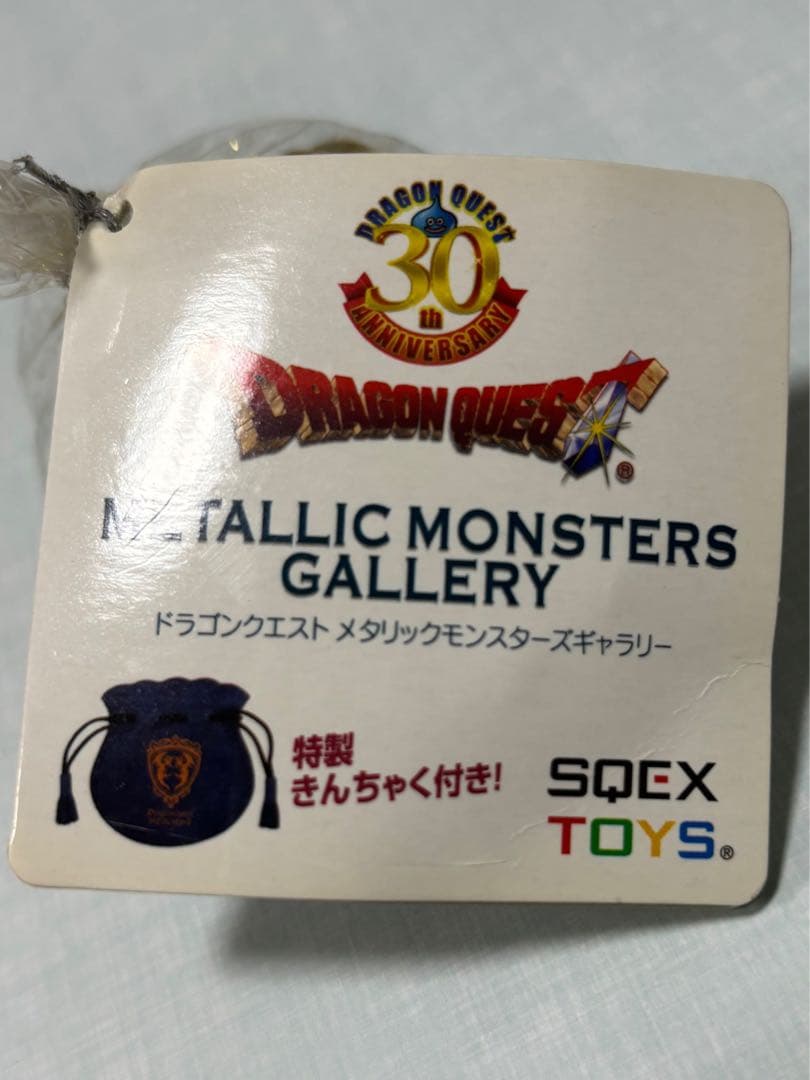 DRAGON QUEST
30
th
ANNIVERSARY
DRAGON QUEST
®
METALLIC MONSTERS
GALLERY
ドラゴンクエスト メタリックモンスターズギャラリー
特製
きんちゃく付き!
SQEX
TOYS®